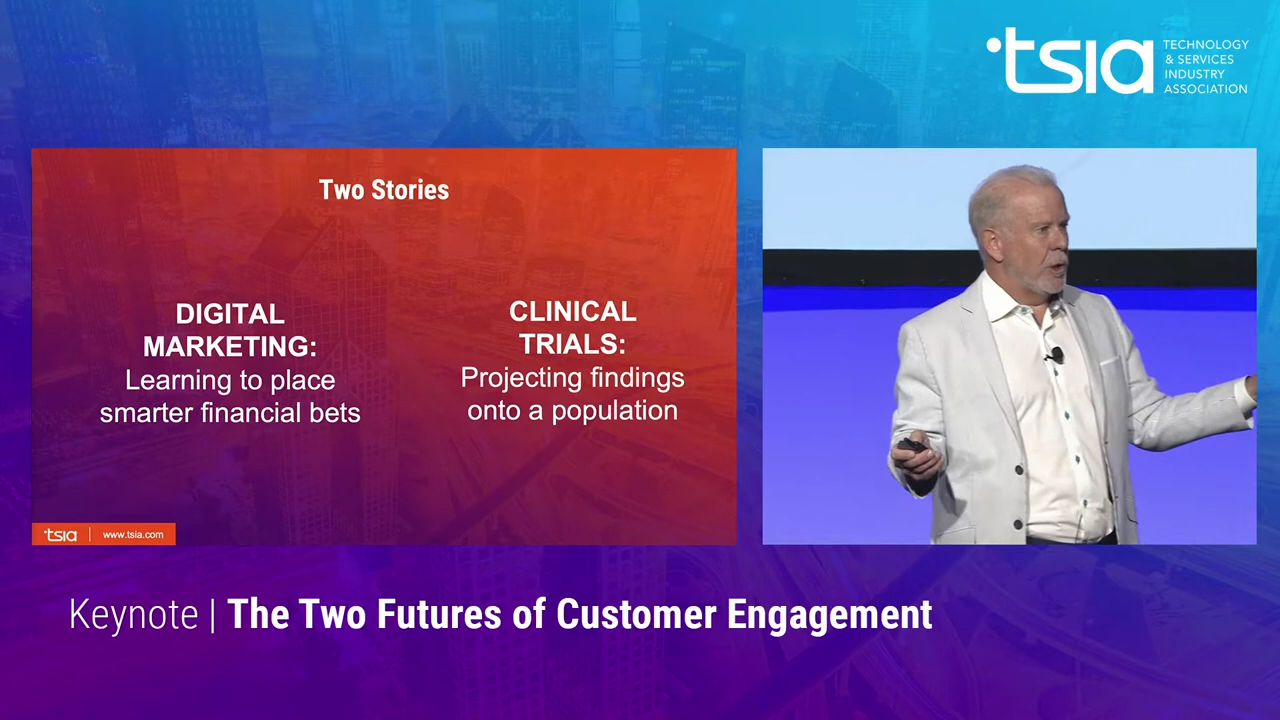 tsia TECHNOLOGY
& SERVICES
INDUSTRY
ASSOCIATION
Two Stories
DIGITAL
MARKETING:
Learning to place
smarter financial bets
CLINICAL
TRIALS:
Projecting findings
onto a population
tsia | www.tsia.com
Keynote | The Two Futures of Customer Engagement